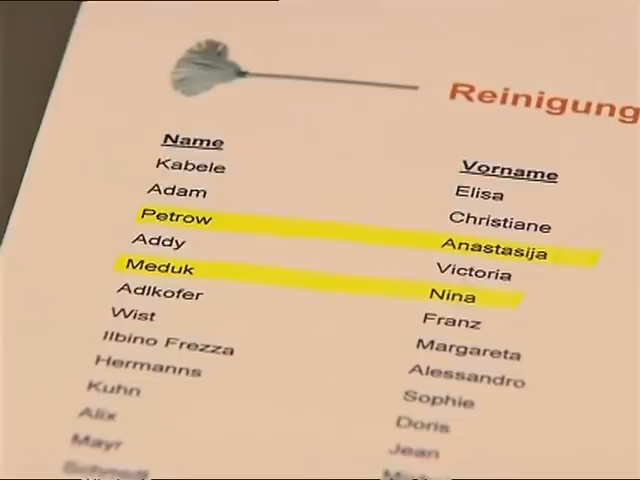 Reinigung
Name Vorname
Kabele Elisa
Adam Christiane
Petrow Anastasija
Addy Victoria
Meduk Nina
Adlkofer Franz
Wist Margareta
Ilbino Frezza Alessandro
Hermanns Sophie
Kuhn Doris
Alix Jean
Mayr